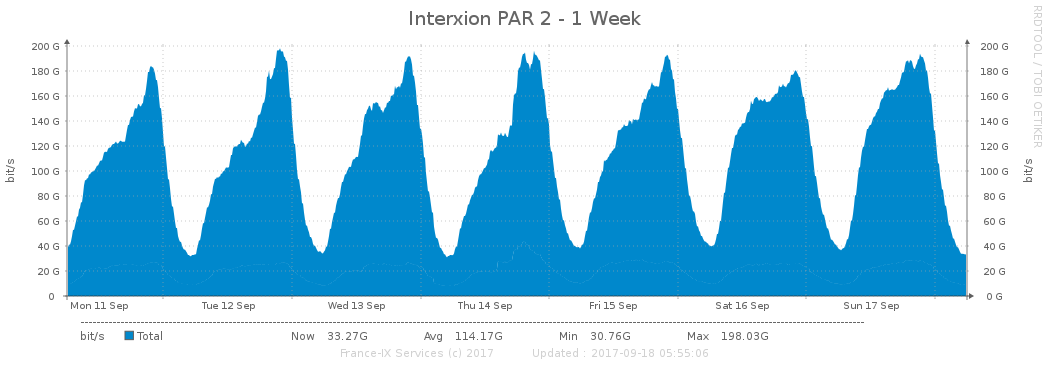 Interxion PAR 2 - 1 Week
RRDTOOL / TOBI OETIKER
200 G 200 G
180 G 180 G
160 G 160 G
140 G 140 G
120 G 120 G
100 G 100 G
80 G 80 G
60 G 60 G
40 G 40 G
20 G 20 G
0 0 G
bit/s bit/s
Mon 11 Sep Tue 12 Sep Wed 13 Sep Thu 14 Sep Fri 15 Sep Sat 16 Sep Sun 17 Sep
bit/s Total Now 33.27G Avg 114.17G Min 30.76G Max 198.03G
France-IX Services (c) 2017 Updated : 2017-09-18 05:55:06